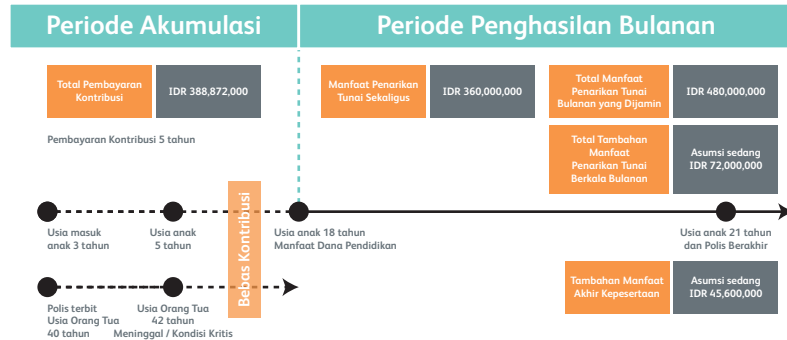 Periode Akumulasi
Periode Penghasilan Bulanan
Total Pembayaran
Kontribusi
IDR 388,872,000
Manfaat Penarikan
Tunai Sekaligus
IDR 360,000,000
Total Manfaat
Penarikan Tunai
Bulanan yang Dijamin
IDR 480,000,000
Pembayaran Kontribusi 5 tahun
Total Tambahan
Manfaat
Penarikan Tunai
Berkala Bulanan
Asumsi sedang
IDR 72,000,000
Bebas Kontribusi
Usia masuk
anak 3 tahun
Usia anak
5 tahun
Usia anak 18 tahun
Manfaat Dana Pendidikan
Usia anak 21 tahun
dan Polis Berakhir
Tambahan Manfaat
Akhir Kepesertaan
Asumsi sedang
IDR 45,600,000
Polis terbit
Usia Orang Tua
40 tahun
Usia Orang Tua
42 tahun
Meninggal / Kondisi Kritis